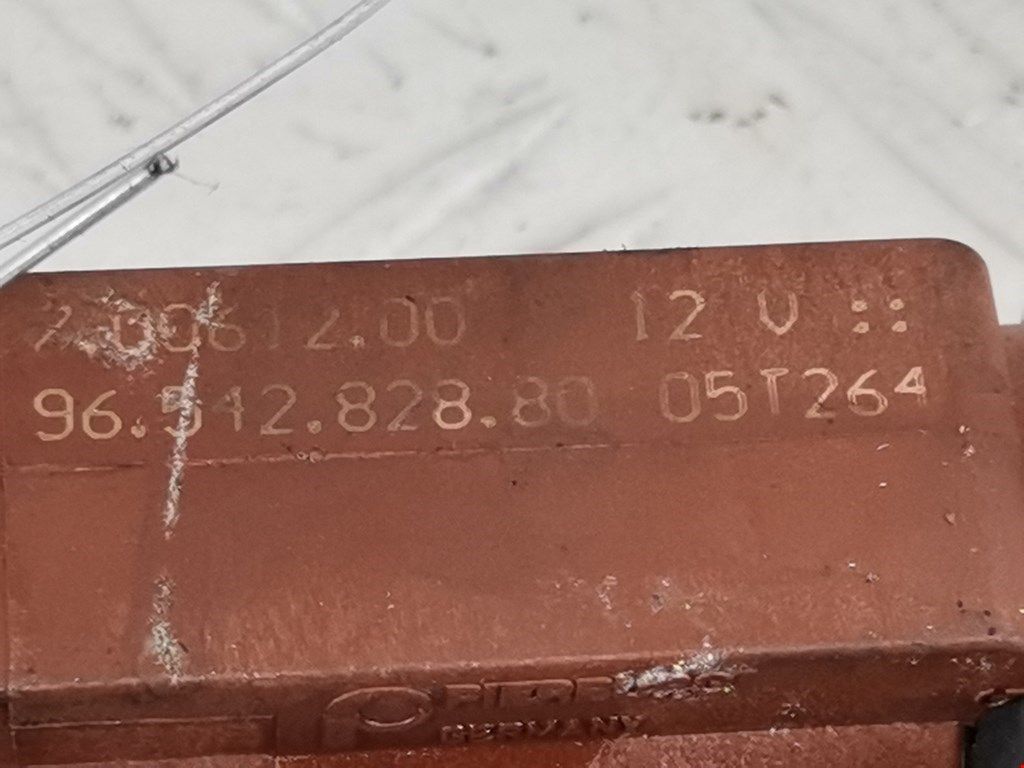 7.00612.00 12 V ::
96.542.828.80 05T264
GERMANY